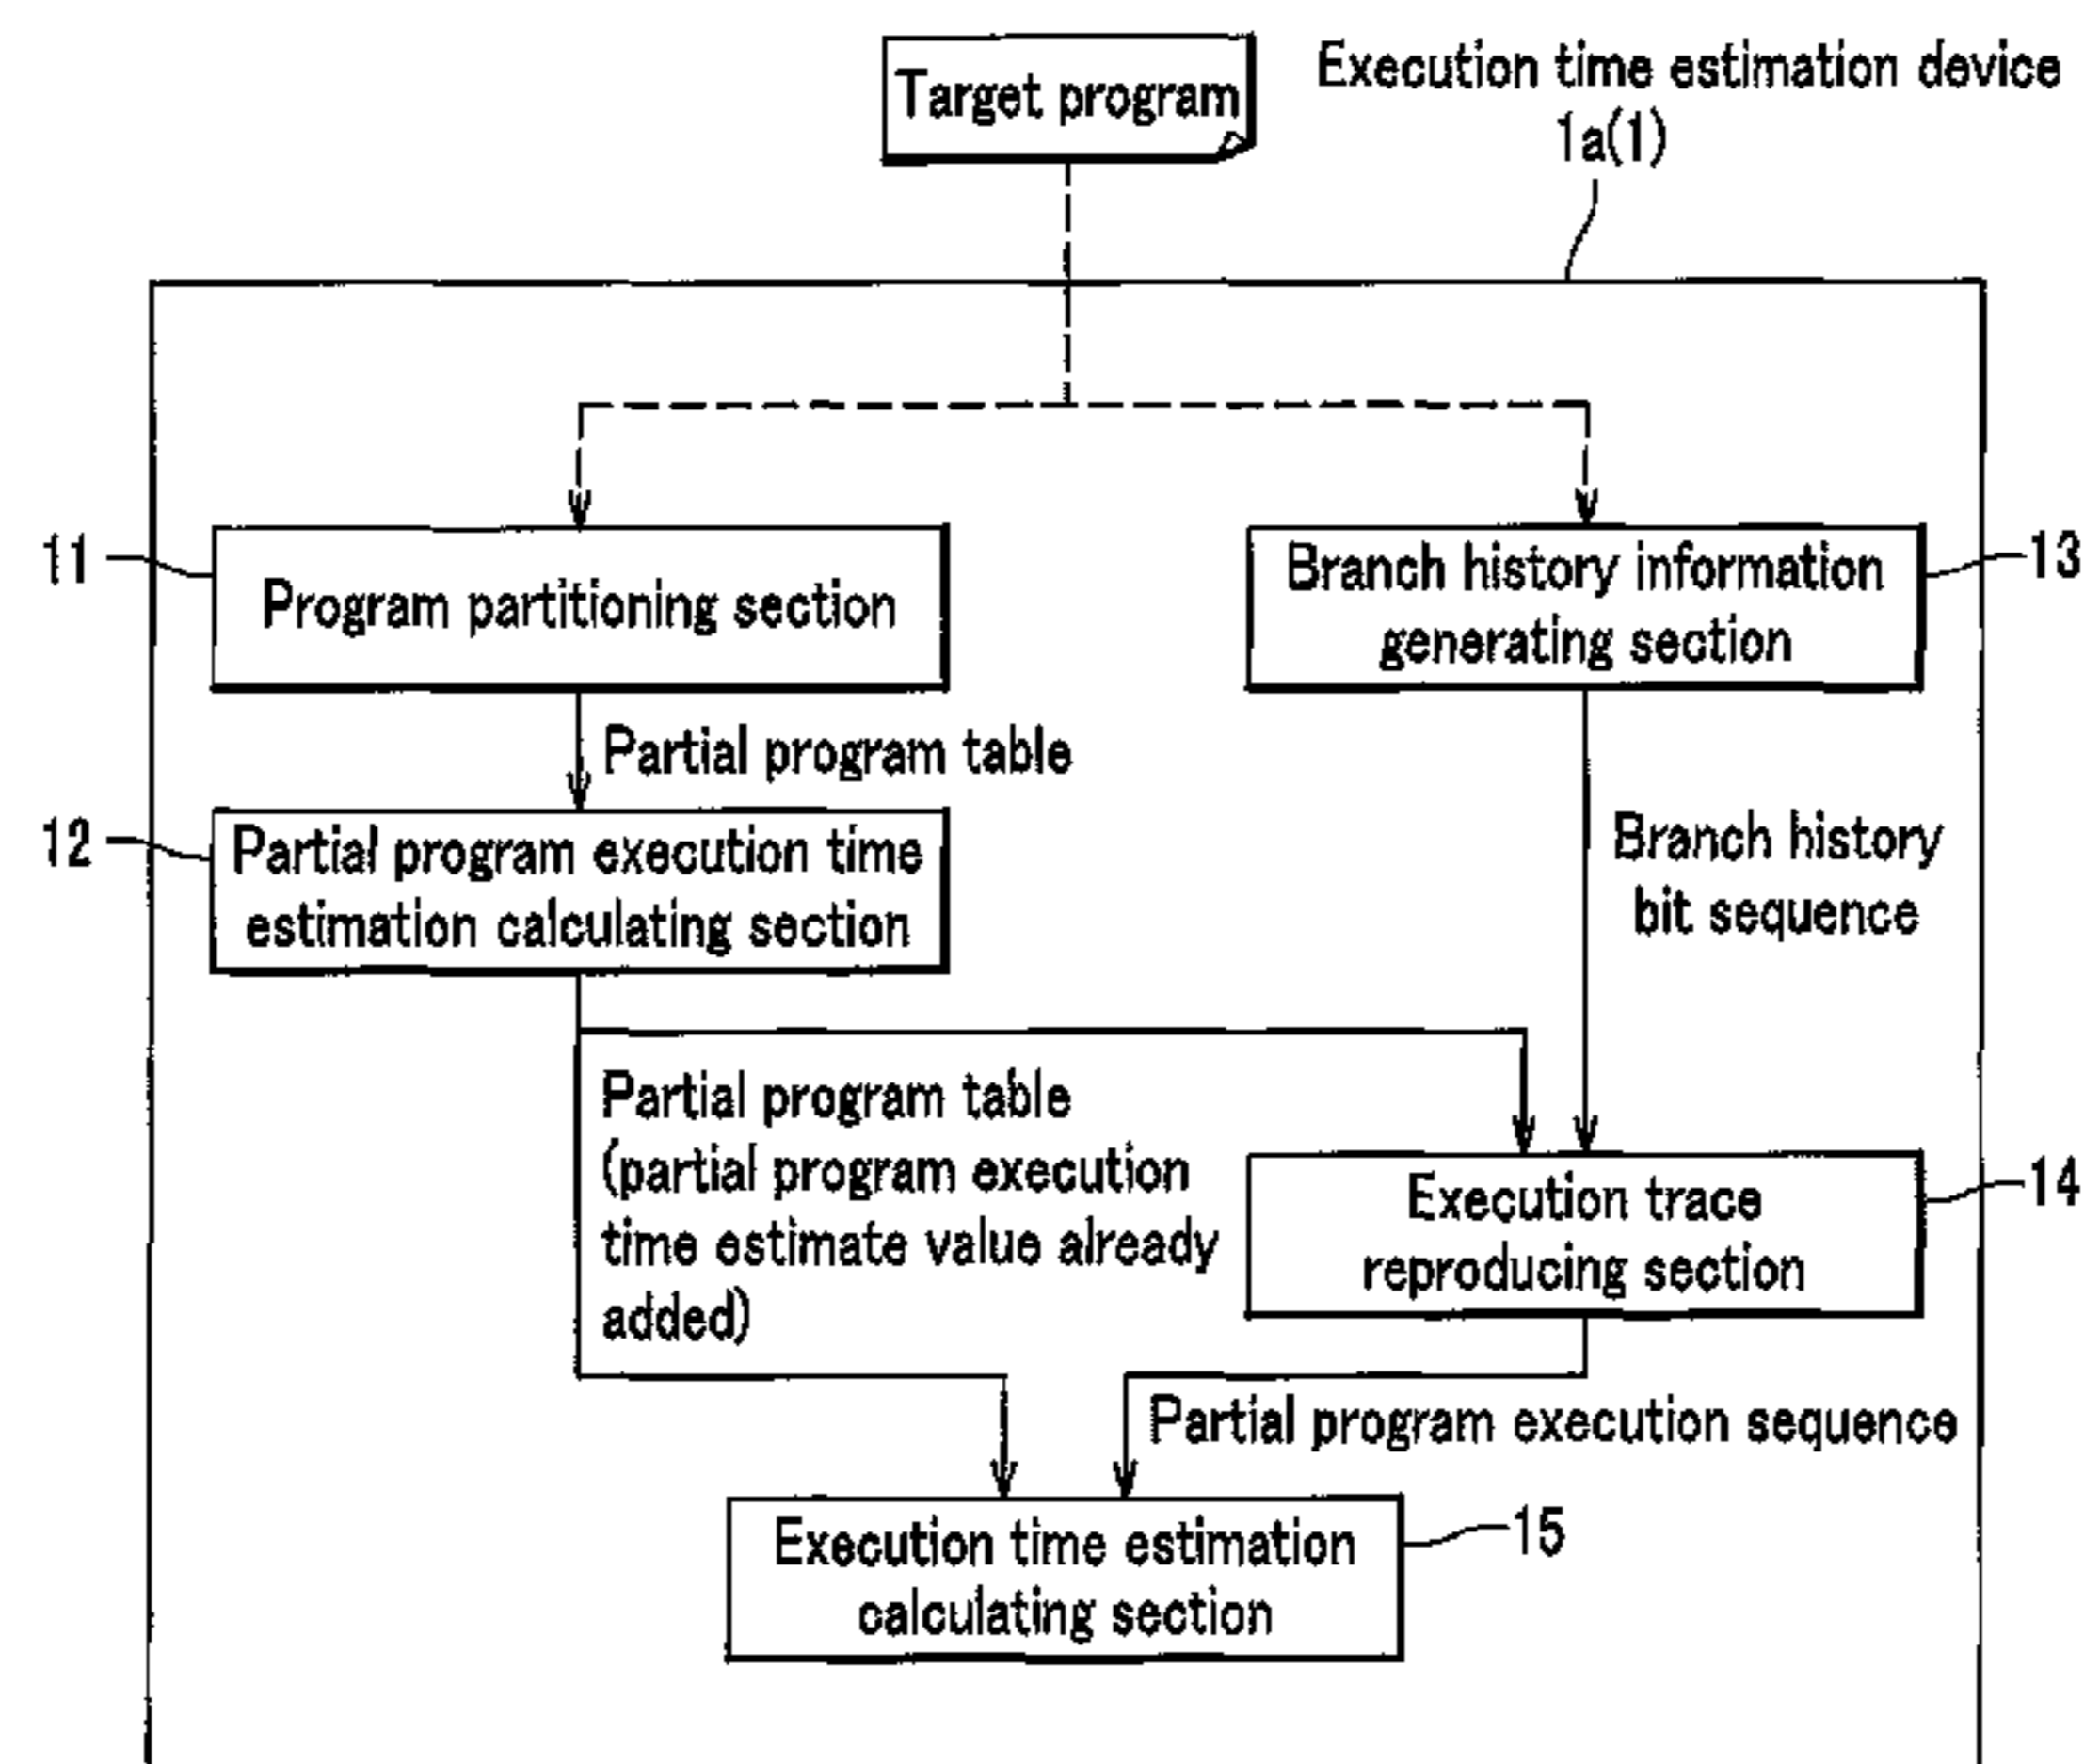 Target program
Execution time estimation device
1a(1)
11
Program partitioning section
Branch history information
generating section
13
Partial program table
12
Partial program execution time
estimation calculating section
Branch history
bit sequence
Partial program table
(partial program execution
time estimate value already
added)
Execution trace
reproducing section
14
Partial program execution sequence
Execution time estimation
calculating section
15